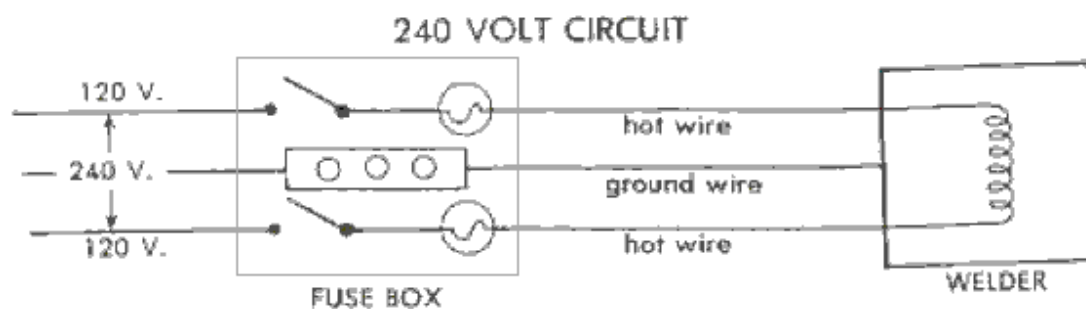 240 VOLT CIRCUIT
120 V.
hot wire
240 V.
ground wire
120 V.
hot wire
FUSE BOX
WELDER